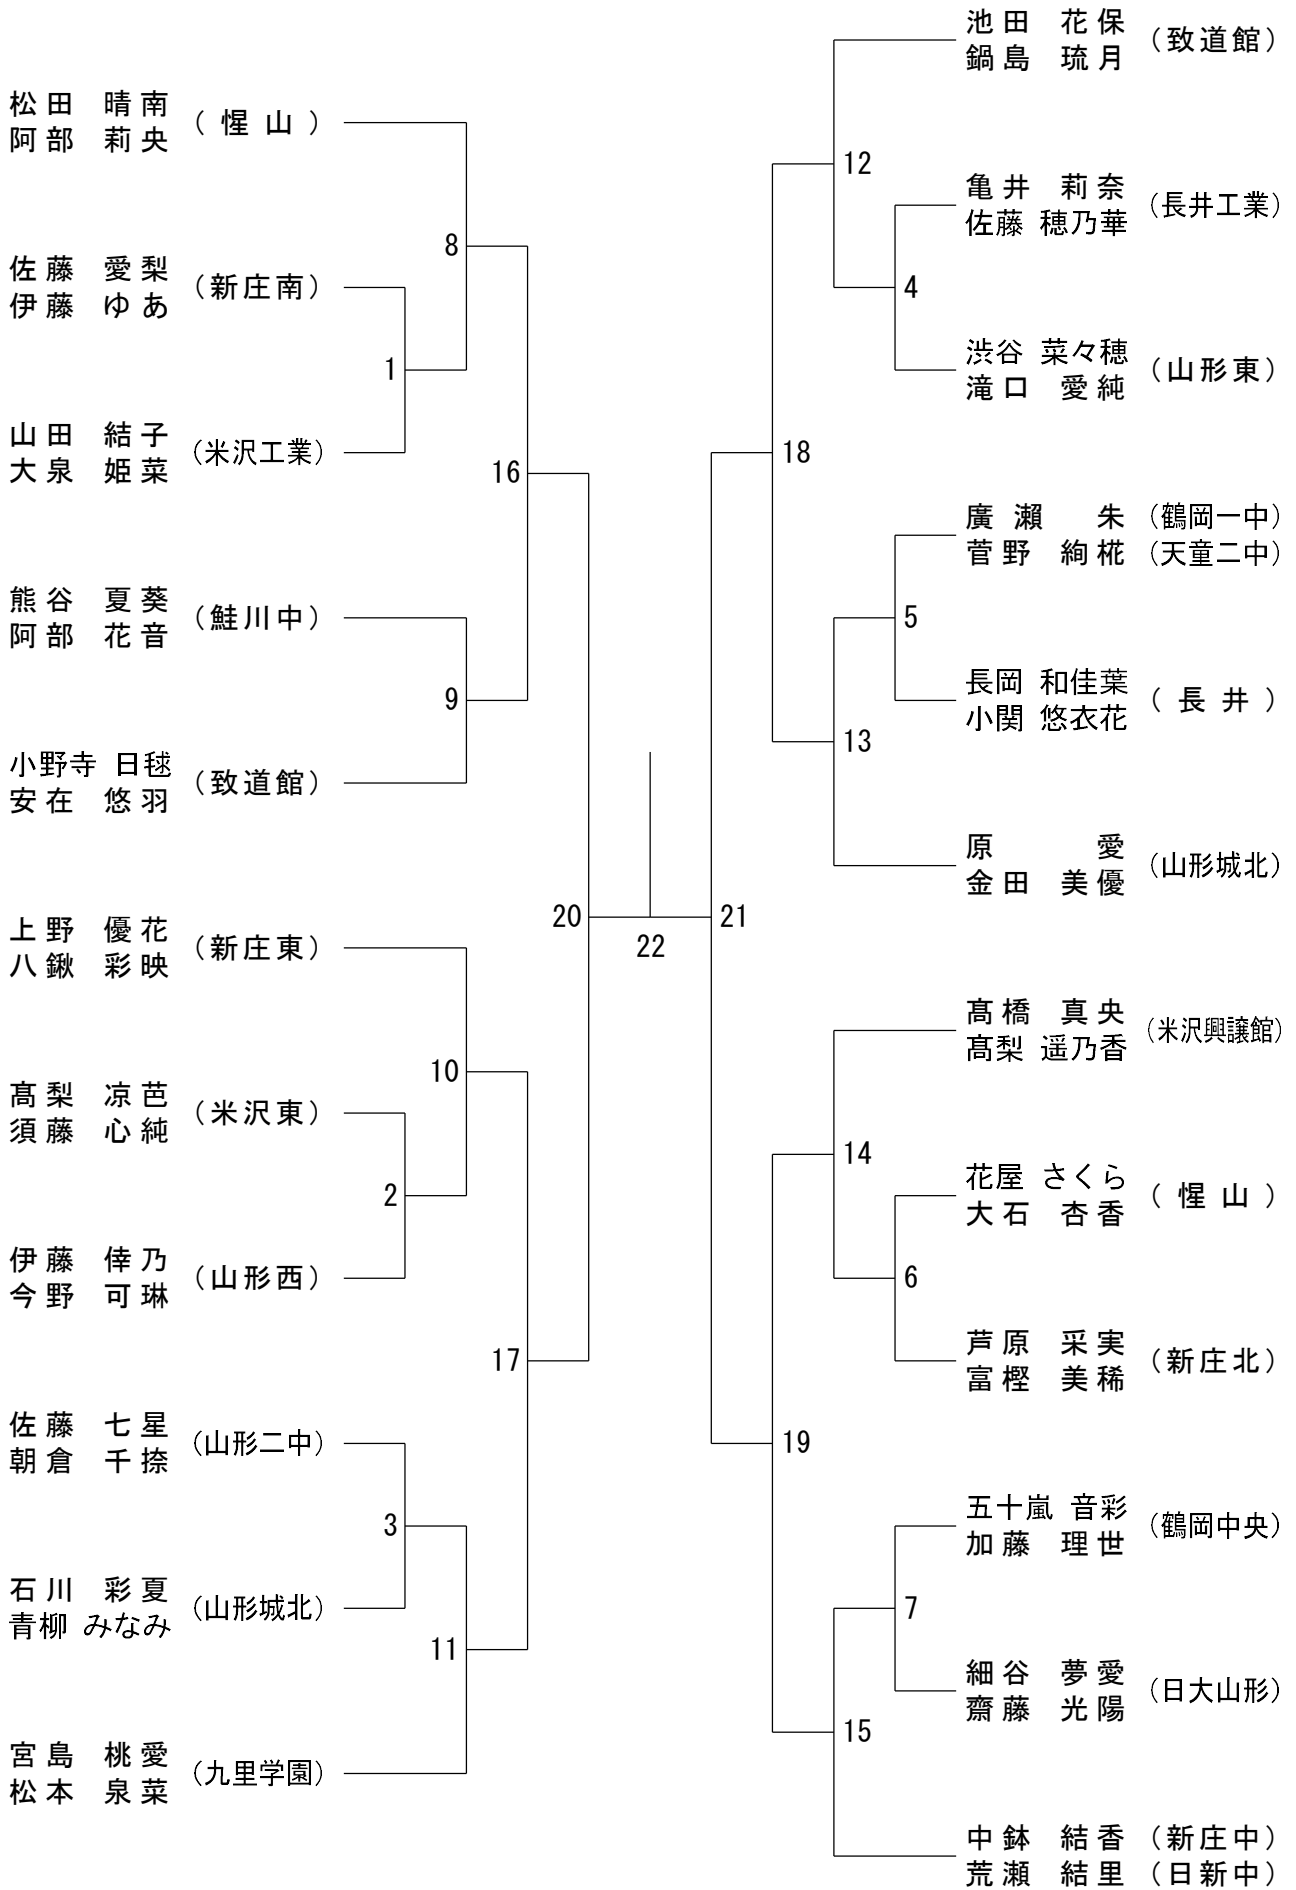 松田 晴南 (惺山)
阿部 莉央
8
佐藤 愛梨 (新庄南)
伊藤 ゆあ
1
山田 結子 (米沢工業)
大泉 姫菜
16
熊谷 夏葵 (鮭川中)
阿部 花音
9
小野寺 日毬 (致道館)
安在 悠羽
20
上野 優花 (新庄東)
八鍬 彩映
10
髙梨 凉芭 (米沢東)
須藤 心純
2
伊藤 倖乃 (山形西)
今野 可琳
17
佐藤 七星 (山形二中)
朝倉 千捺
3
石川 彩夏 (山形城北)
青柳 みなみ
11
宮島 桃愛 (九里学園)
松本 泉菜
22
池田 花保 (致道館)
鍋島 琉月
12
亀井 莉奈 (長井工業)
佐藤 穂乃華
4
渋谷 菜々穂 (山形東)
滝口 愛純
18
廣瀬 朱 (鶴岡一中)
菅野 絢椛 (天童二中)
5
長岡 和佳葉 (長井)
小関 悠衣花
13
原 愛 (山形城北)
金田 美優
21
髙橋 真央 (米沢興譲館)
髙梨 遥乃香
14
花屋 さくら (惺山)
大石 杏香
6
芦原 采実 (新庄北)
富樫 美稀
19
五十嵐 音彩 (鶴岡中央)
加藤 理世
7
細谷 夢愛 (日大山形)
齋藤 光陽
15
中鉢 結香 (新庄中)
荒瀬 結里 (日新中)